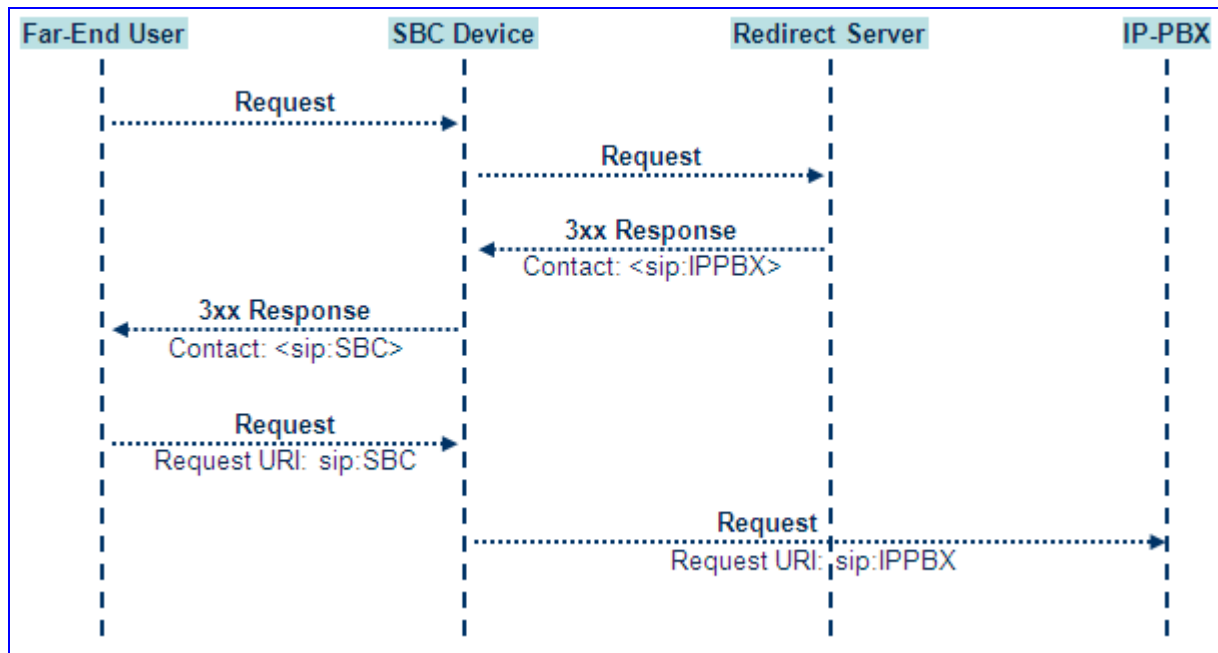 Far-End User SBC Device Redirect Server IP-PBX
Request
Request
3xx Response
Contact: <sip:IPPBX>
3xx Response
Contact: <sip:SBC>
Request
Request URI: sip:SBC
Request
Request URI: sip:IPPBX